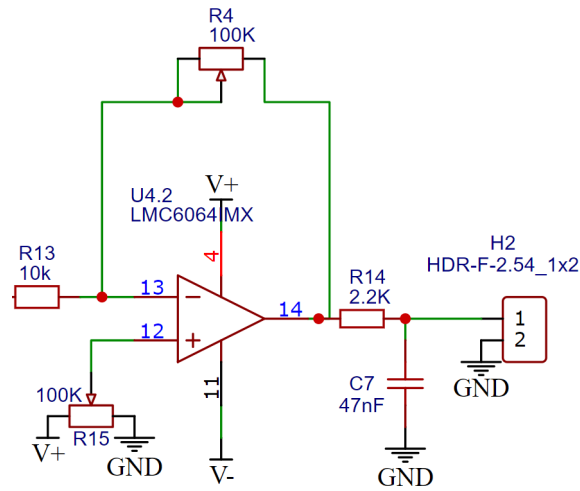 R4
100K
V+
U4.2
LMC6064IMX
4
R13
10k
13
12
14
11
R14
2.2K
H2
HDR-F-2.54_1x2
1
2
GND
100K
R15
V+
GND
V-
C7
47nF
GND